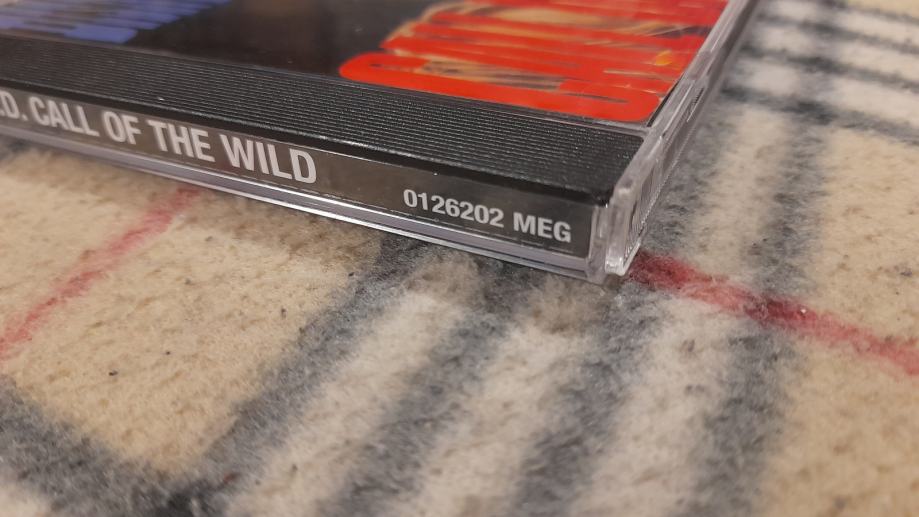 .D. CALL OF THE WILD
0126202 MEG